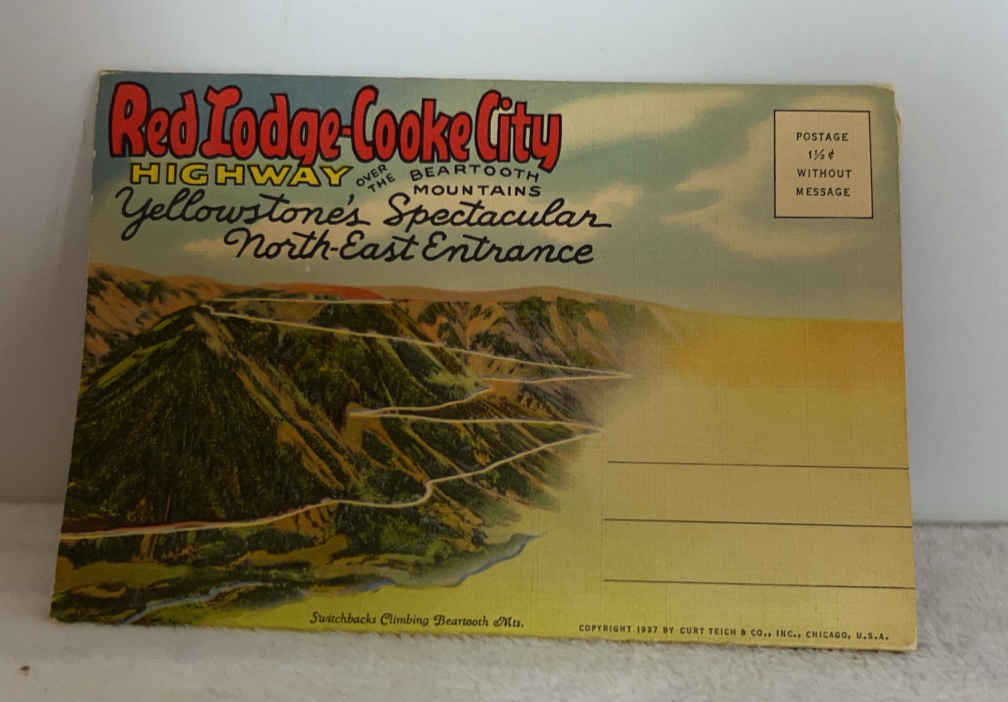 Red Lodge-Cooke City
HIGHWAY OVER THE BEARTOOTH MOUNTAINS
Yellowstone's Spectacular
North-East Entrance
POSTAGE
1½¢
WITHOUT
MESSAGE
Switchbacks Climbing Beartooth Mts.
COPYRIGHT 1937 BY CURT TEICH & CO., INC., CHICAGO, U.S.A.